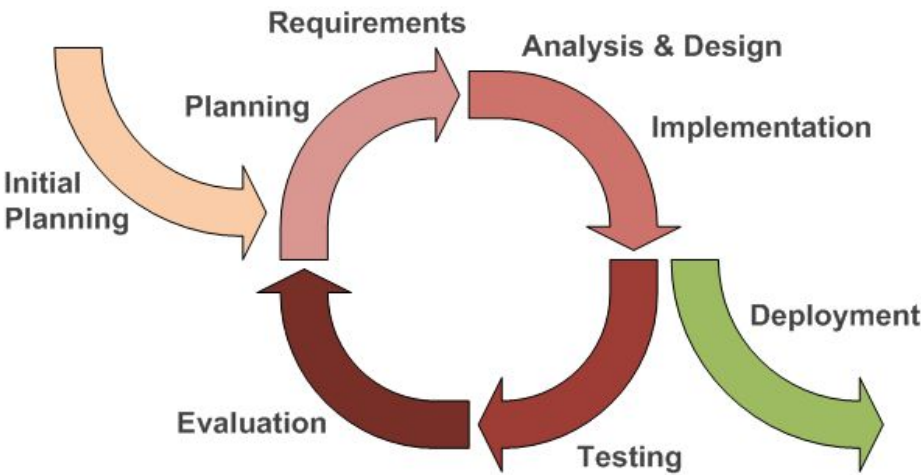 Requirements
Analysis & Design
Planning
Implementation
Initial
Planning
Deployment
Evaluation
Testing